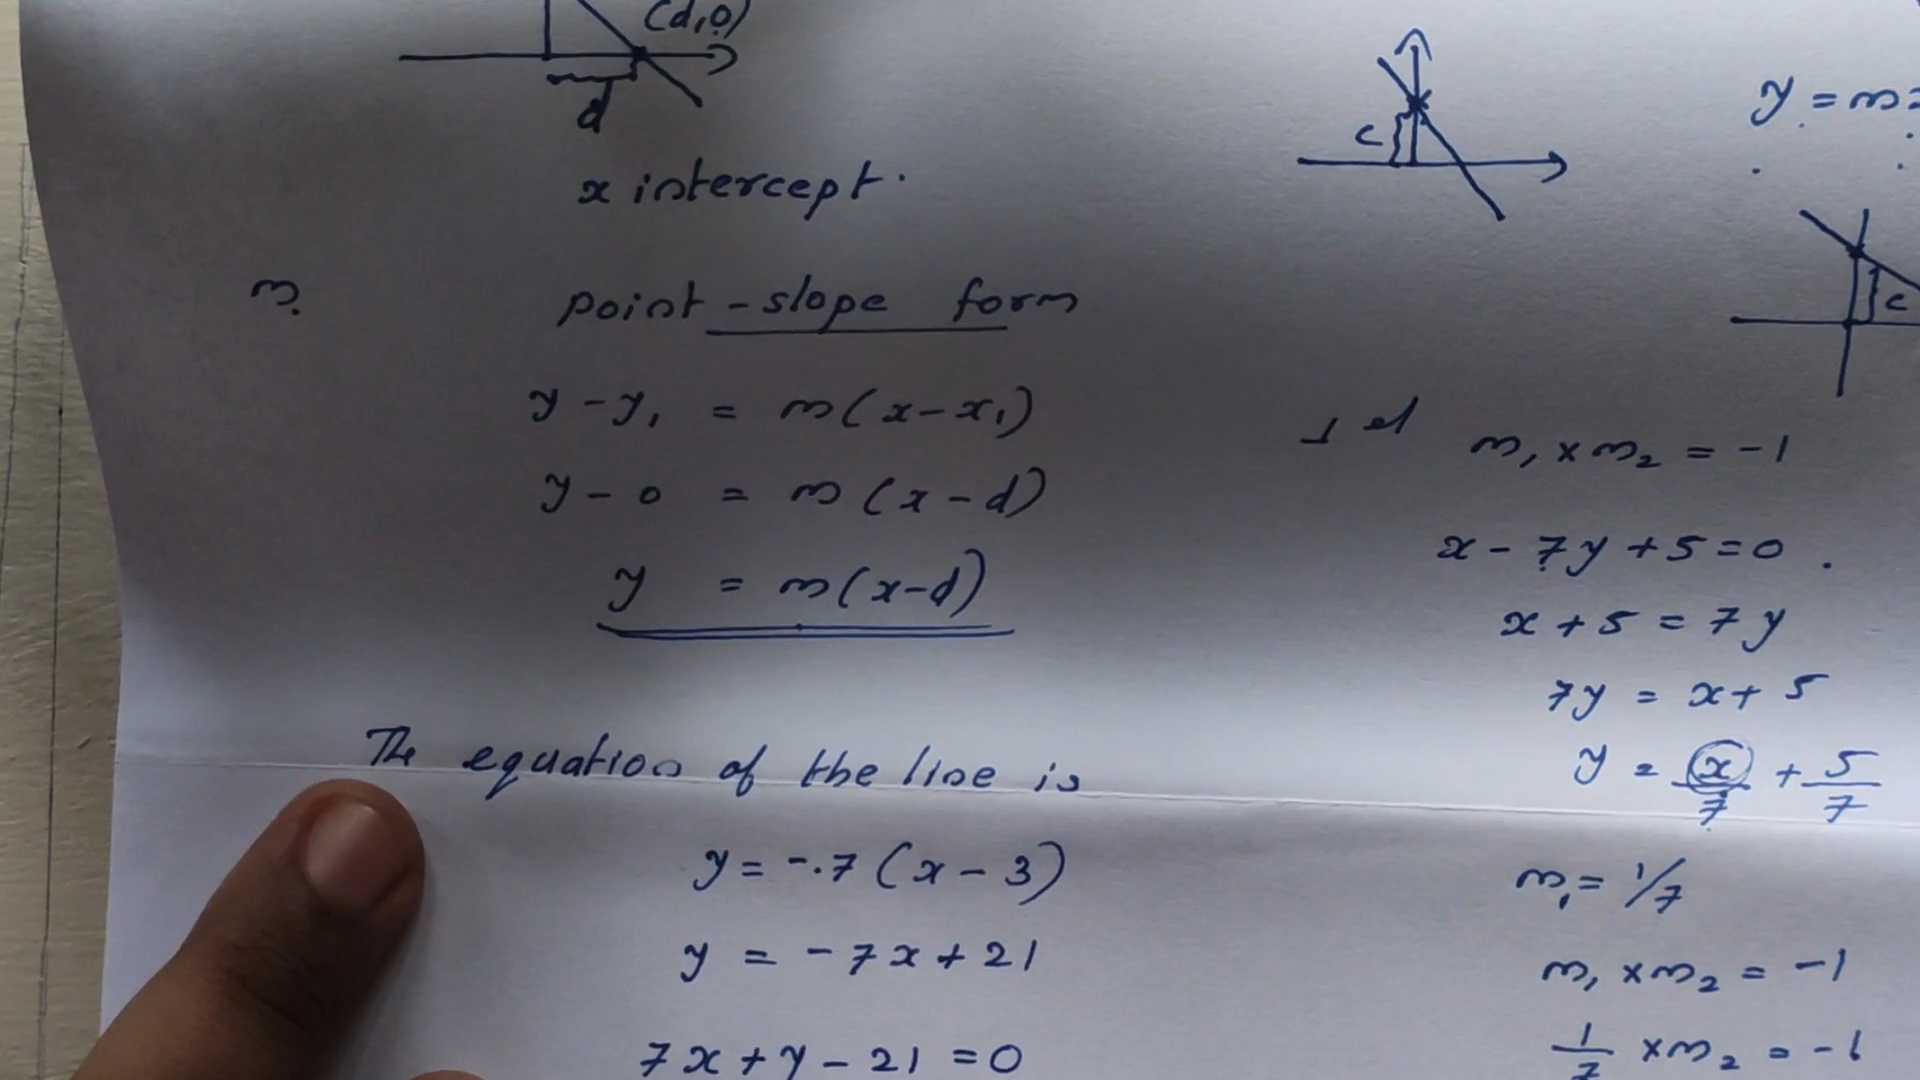 (d,0)
d
x intercept.
m.
point-slope form
y - y₁ = m(x - x₁)
y - 0 = m(x - d)
y = m(x-d)
The equation of the line is
y = -.7(x - 3)
y = -7x + 21
7x + y - 21 = 0
c
y = m
c
m₁ × m₂ = -1
x - 7y + 5 = 0.
x + 5 = 7y
7y = x + 5
y = x/7 + 5/7
m₁ = 1/7
m₁ × m₂ = -1
1/7 × m₂ = -1